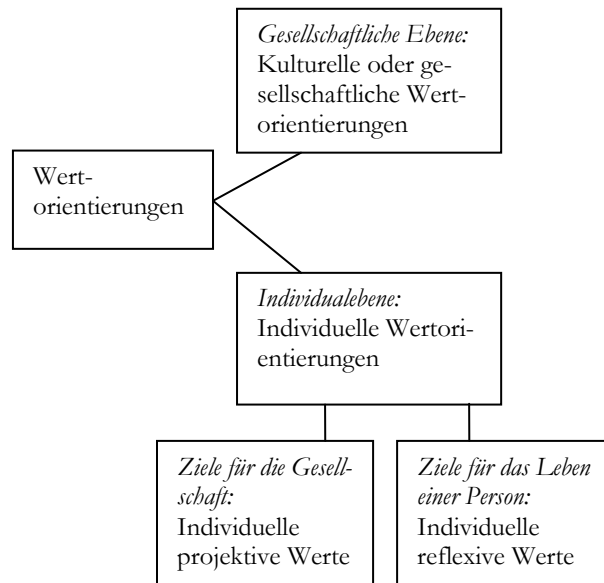 Gesellschaftliche Ebene:
Kulturelle oder ge-
sellschaftliche Wert-
orientierungen
Wert-
orientierungen
Individualebene:
Individuelle Wertori-
entierungen
Ziele für die Gesell-
schaft:
Individuelle
projektive Werte
Ziele für das Leben
einer Person:
Individuelle
reflexive Werte